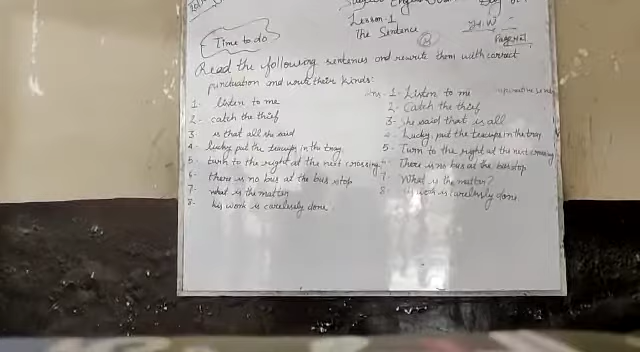 Lesson-1
The Sentence
H.W
Time to do
Read the following sentences and rewrite them with correct
punctuation and write their kinds:
1- listen to me
2- catch the thief
3 is that all she said
4- lucky put the teacups in the tray
5- turn to the right at the next crossing
6- there is no bus at the bus stop
7- what is the matter
8- his work is carelessly done
Ans- 1- Listen to me
2- Catch the thief
3- She said that is all
4- Lucky, put the teacups in the tray
5- Turn to the right at the next crossing
There is no bus at the bus stop
7 What is the matter?
8- work is carelessly done